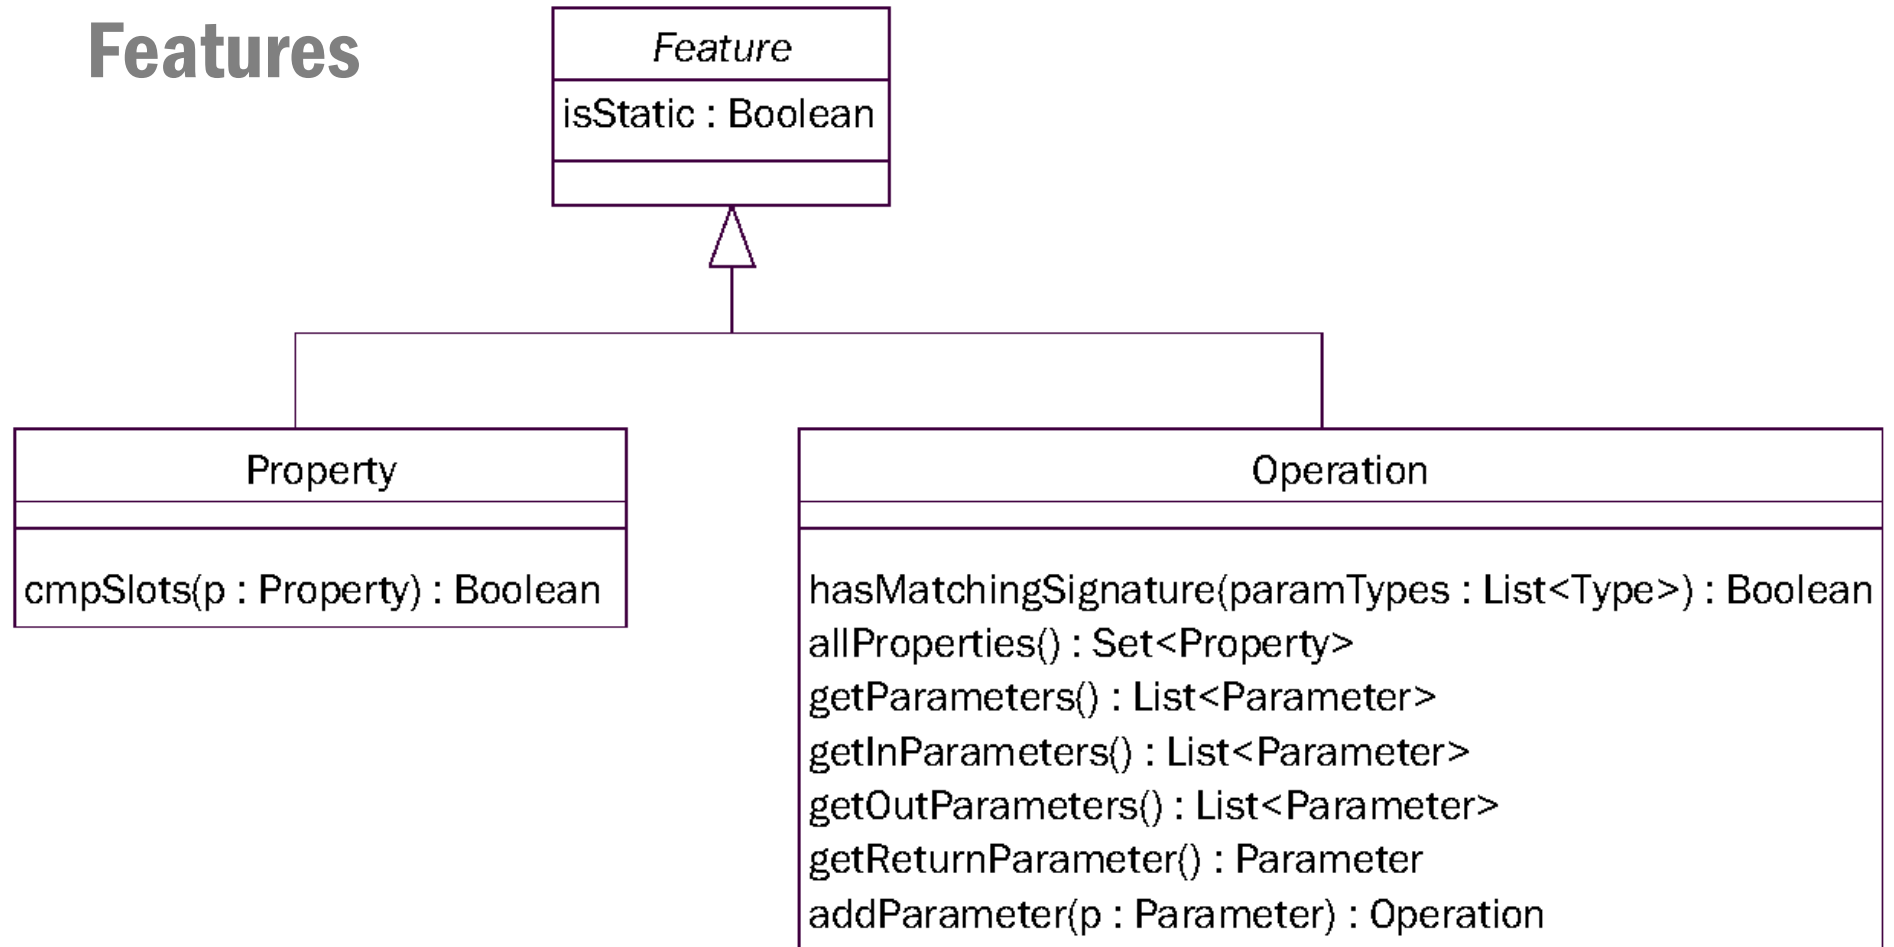 Features
Feature
isStatic : Boolean
Property
cmpSlots(p : Property) : Boolean
Operation
hasMatchingSignature(paramTypes : List<Type>) : Boolean
allProperties() : Set<Property>
getParameters() : List<Parameter>
getInParameters() : List<Parameter>
getOutParameters() : List<Parameter>
getReturnParameter() : Parameter
addParameter(p : Parameter) : Operation